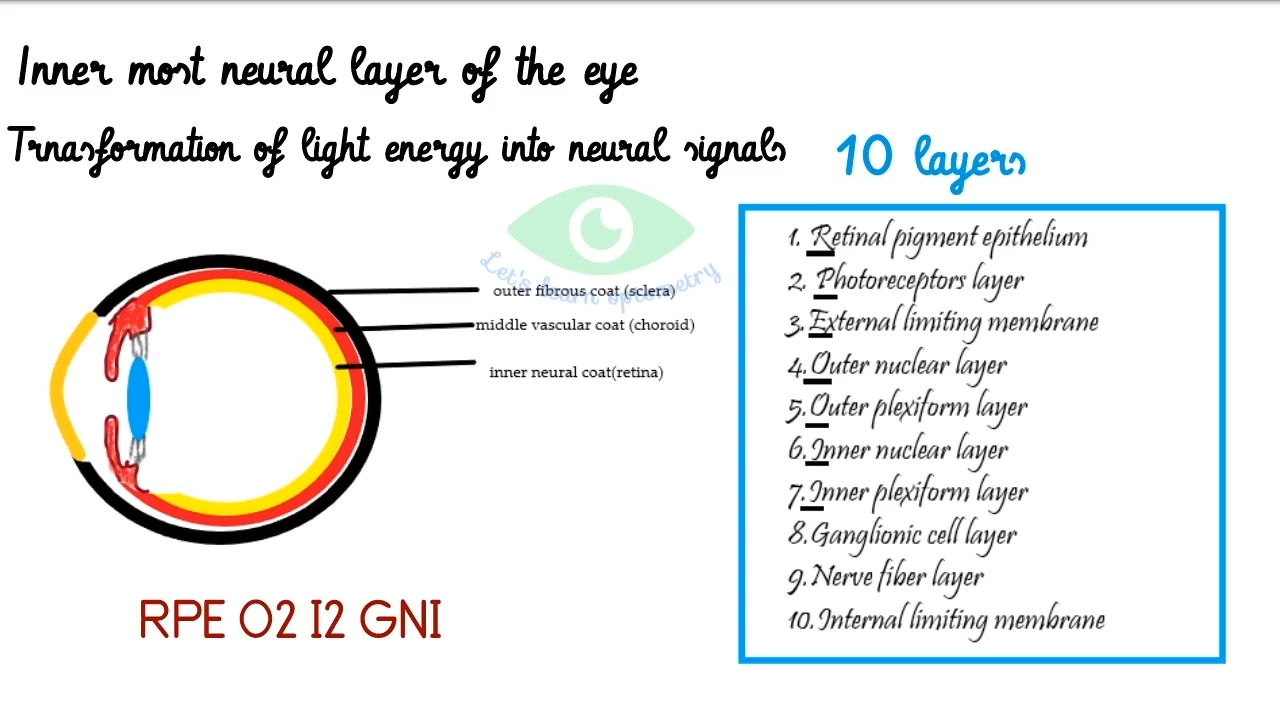 Inner most neural layer of the eye
Trnasformation of light energy into neural signals
10 layers
Let's learn optometry
outer fibrous coat (sclera)
middle vascular coat (choroid)
inner neural coat(retina)
RPE O2 I2 GNI
1. Retinal pigment epithelium
2. Photoreceptors layer
3. External limiting membrane
4. Outer nuclear layer
5. Outer plexiform layer
6. Inner nuclear layer
7. Inner plexiform layer
8. Ganglionic cell layer
9. Nerve fiber layer
10. Internal limiting membrane